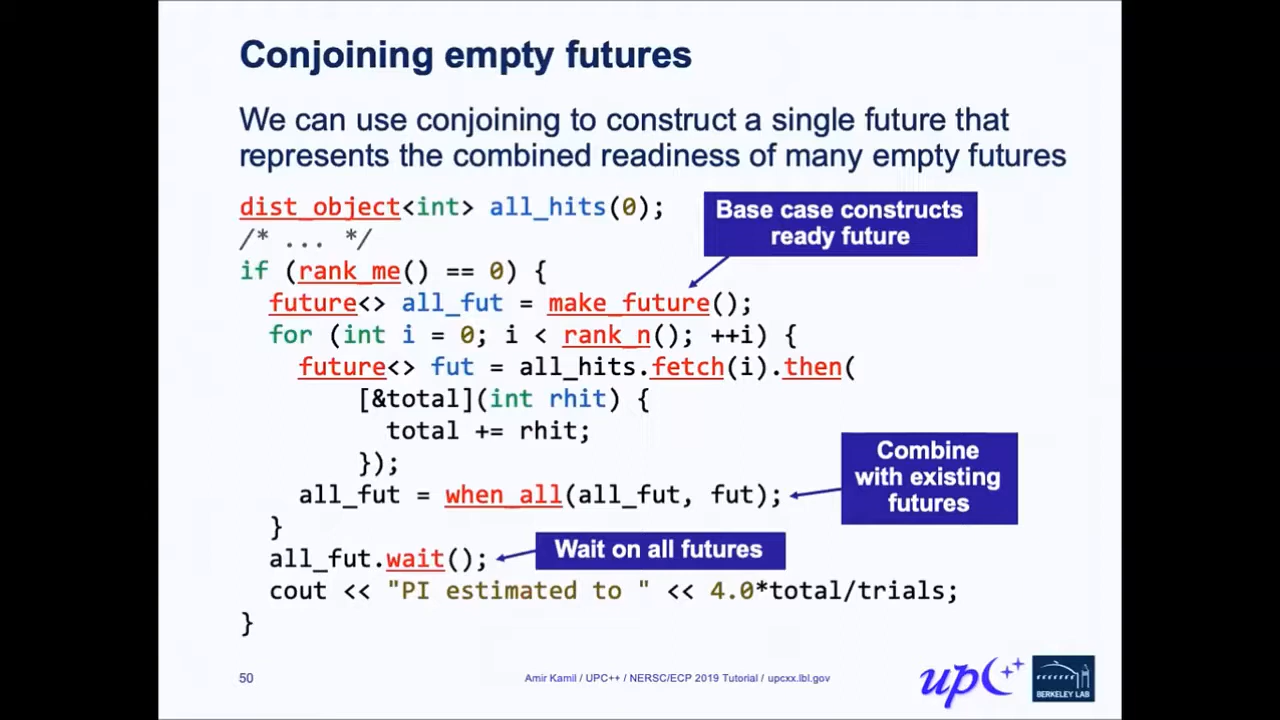 Conjoining empty futures
We can use conjoining to construct a single future that
represents the combined readiness of many empty futures
dist_object<int> all_hits(0);
/* ... */
if (rank_me() == 0) {
  future<> all_fut = make_future();
  for (int i = 0; i < rank_n(); ++i) {
    future<> fut = all_hits.fetch(i).then(
        [&total](int rhit) {
          total += rhit;
        });
    all_fut = when_all(all_fut, fut);
  }
  all_fut.wait();
  cout << "PI estimated to " << 4.0*total/trials;
}
Base case constructs
ready future
Combine
with existing
futures
Wait on all futures
50
Amir Kamil / UPC++ / NERSC/ECP 2019 Tutorial / upcxx.lbl.gov
upC++
BERKELEY LAB